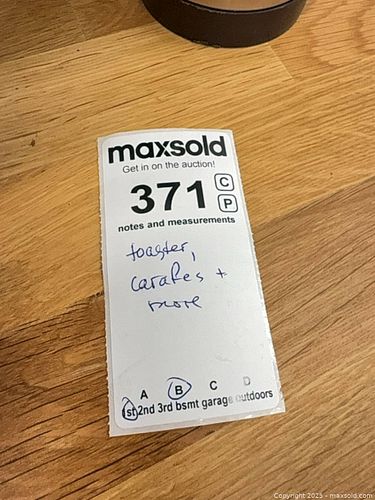 maxsold
Get in on the auction!
371 C
P
notes and measurements
toaster,
carafes +
more
A B C D
1st 2nd 3rd bsmt garage outdoors
Copyright 2025 - maxsold.com